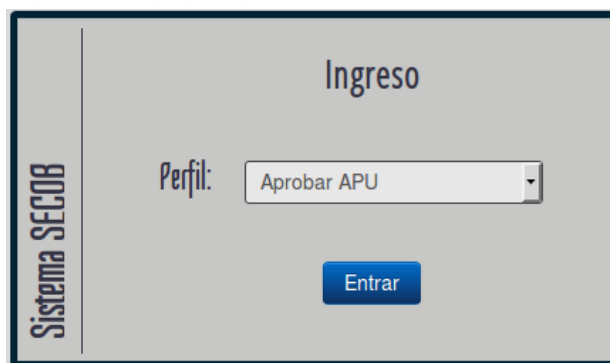 Ingreso
Perfil:
Aprobar APU
Entrar
Sistema SECOB